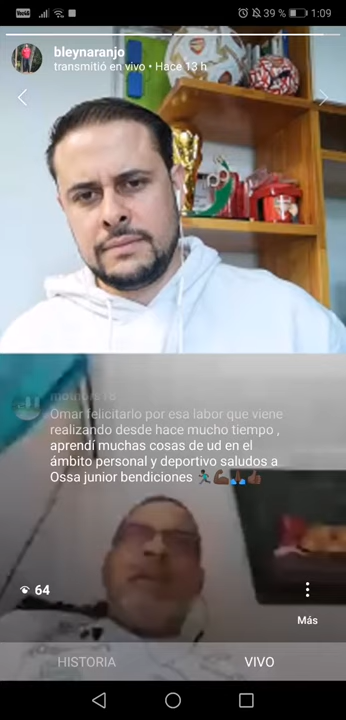 39 % 1:09
bleynaranjo
transmitió en vivo • Hace 13 h
Omar felicitarlo por esa labor que viene
realizando desde hace mucho tiempo ,
aprendí muchas cosas de ud en el
ámbito personal y deportivo saludos a
Ossa junior bendiciones 🏃🏿‍♂️💪🏿🙏🏿👍🏿
64
Más
HISTORIA
VIVO